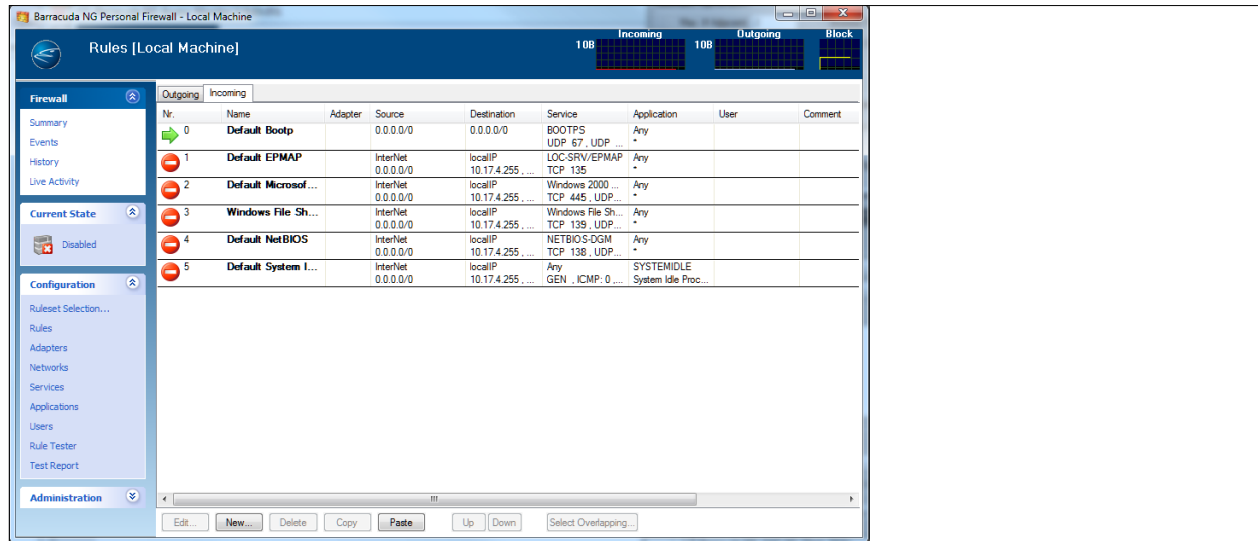 Barracuda NG Personal Firewall - Local Machine
Rules [Local Machine]
Incoming
10B
Outgoing
10B
Block
Firewall
Summary
Events
History
Live Activity
Current State
Disabled
Configuration
Ruleset Selection...
Rules
Adapters
Networks
Services
Applications
Users
Rule Tester
Test Report
Administration
Outgoing Incoming
Nr. Name Adapter Source Destination Service Application User Comment
0 Default Bootp 0.0.0.0/0 0.0.0.0/0 BOOTPS Any
UDP 67 , UDP ... *
1 Default EPMAP InterNet localIP LOC-SRV/EPMAP Any
0.0.0.0/0 10.17.4.255 , ... TCP 135 *
2 Default Microsof... InterNet localIP Windows 2000 ... Any
0.0.0.0/0 10.17.4.255 , ... TCP 445 , UDP... *
3 Windows File Sh... InterNet localIP Windows File Sh... Any
0.0.0.0/0 10.17.4.255 , ... TCP 139 , UDP... *
4 Default NetBIOS InterNet localIP NETBIOS-DGM Any
0.0.0.0/0 10.17.4.255 , ... TCP 138 , UDP... *
5 Default System I... InterNet localIP Any SYSTEMIDLE
0.0.0.0/0 10.17.4.255 , ... GEN , ICMP: 0 ,... System Idle Proc...
Edit... New... Delete Copy Paste Up Down Select Overlapping...